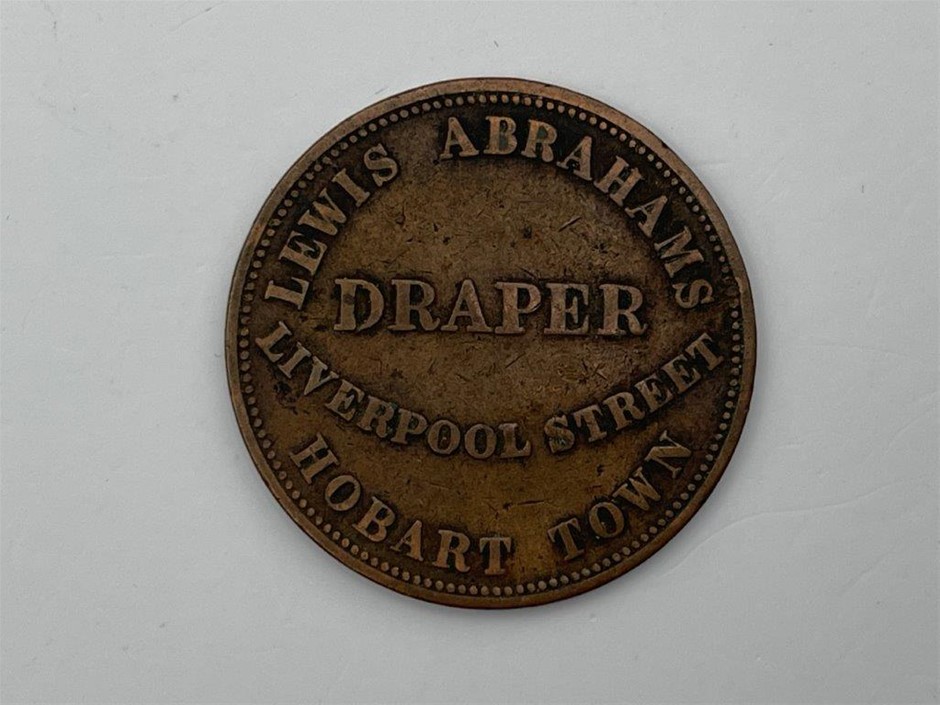 LEWIS ABRAHAMS
DRAPER
LIVERPOOL STREET
HOBART TOWN